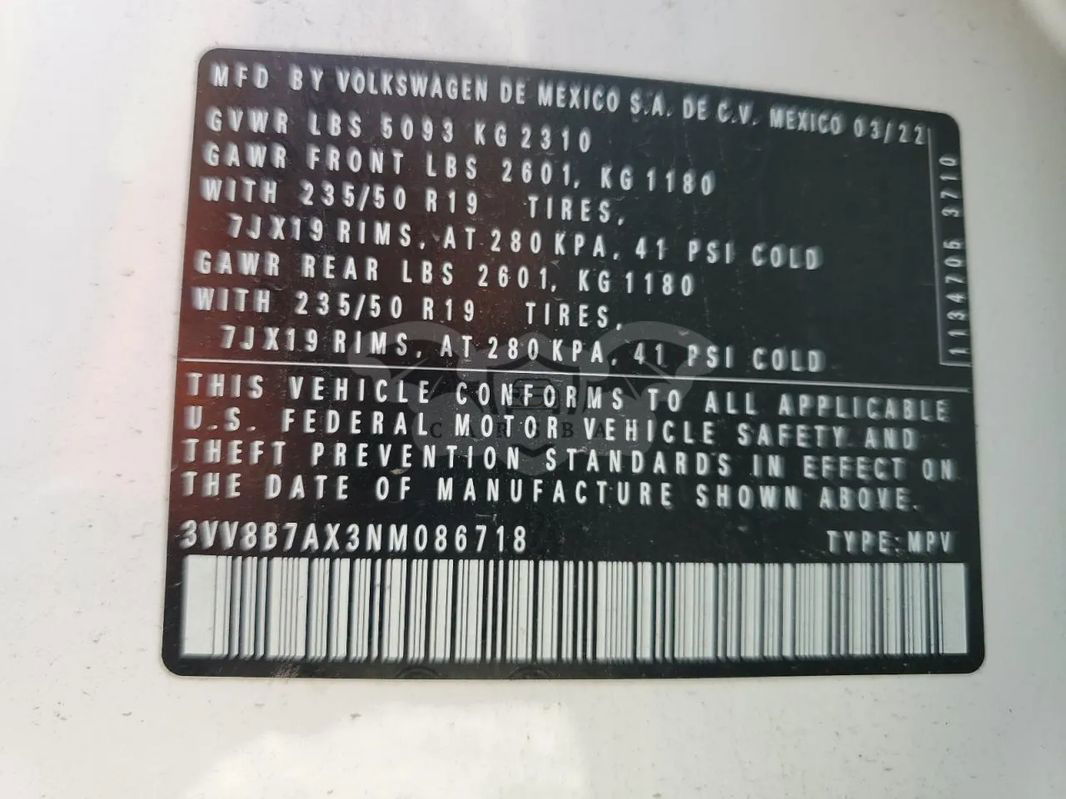 MFD BY VOLKSWAGEN DE MEXICO S.A. DE C.V. MEXICO 03/22
GVWR LBS 5093 KG 2310
GAWR FRONT LBS 2601, KG 1180
WITH 235/50 R19 TIRES,
7JX19 RIMS, AT 280 KPA, 41 PSI COLD
GAWR REAR LBS 2601, KG 1180
WITH 235/50 R19 TIRES,
7JX19 RIMS, AT 280 KPA, 41 PSI COLD
1134706 3710
THIS VEHICLE CONFORMS TO ALL APPLICABLE
U.S. FEDERAL MOTOR VEHICLE SAFETY AND
THEFT PREVENTION STANDARDS IN EFFECT ON
THE DATE OF MANUFACTURE SHOWN ABOVE.
3VV8B7AX3NM086718 TYPE: MPV